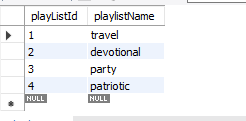 playListId playlistName
1 travel
2 devotional
3 party
4 patriotic
NULL NULL